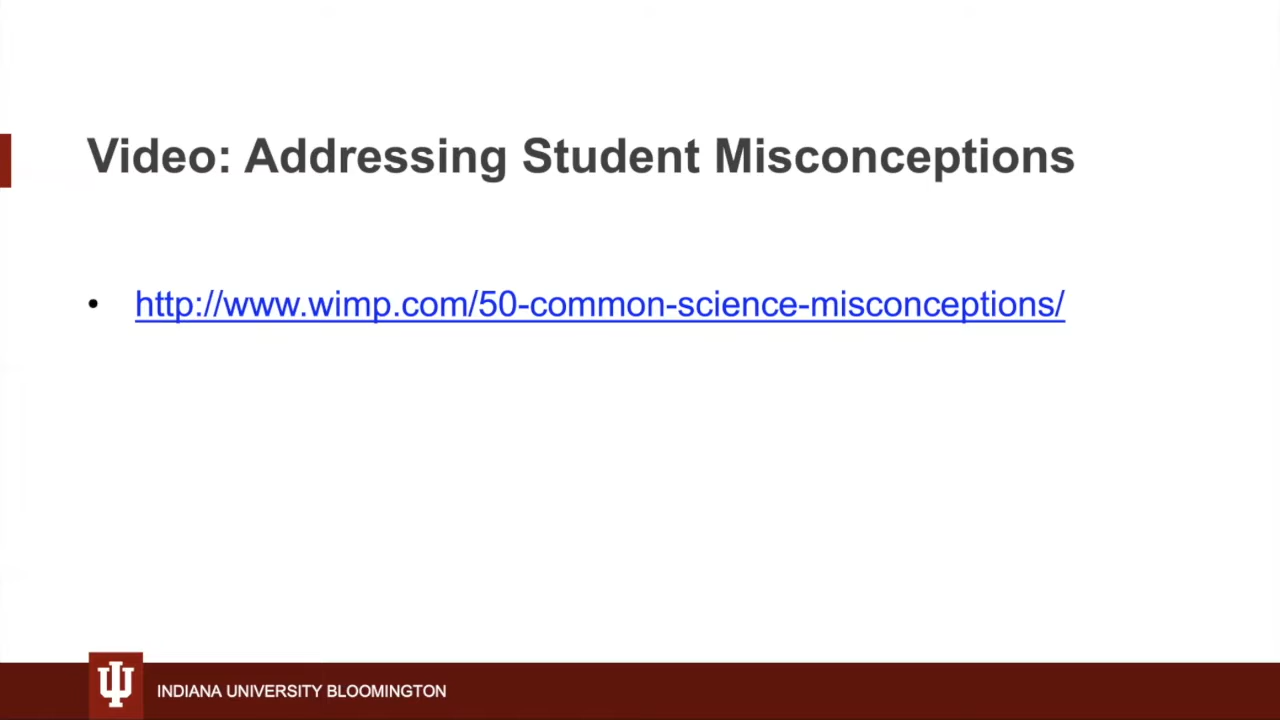 Video: Addressing Student Misconceptions
• http://www.wimp.com/50-common-science-misconceptions/
INDIANA UNIVERSITY BLOOMINGTON